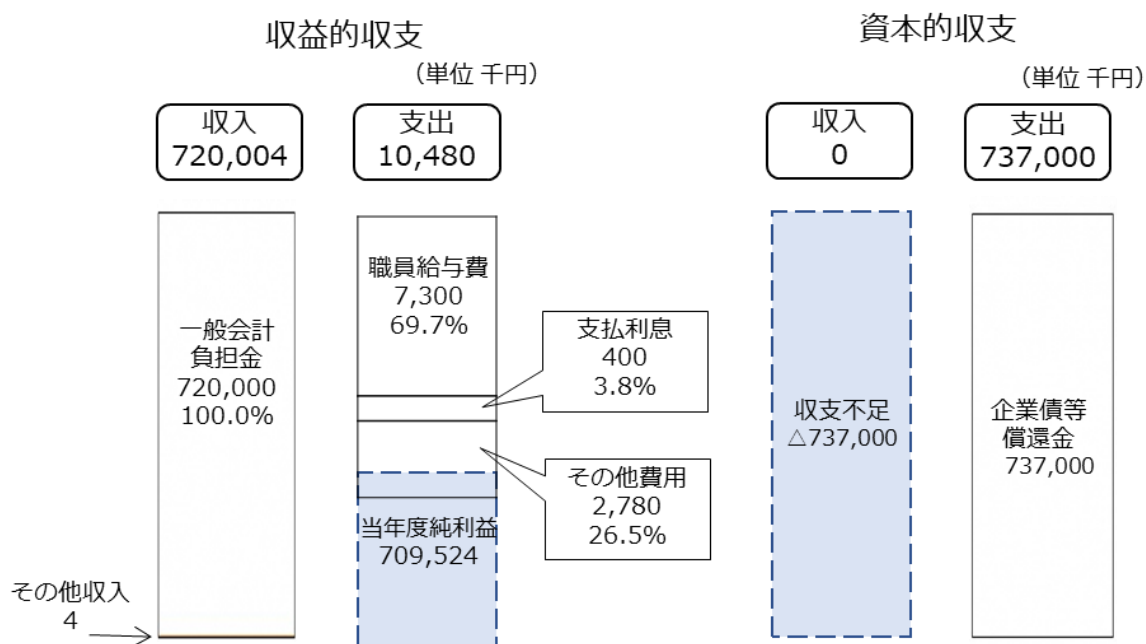 収益的収支
(単位 千円)
収入
720,004
支出
10,480
一般会計
負担金
720,000
100.0%
その他収入
4
職員給与費
7,300
69.7%
支払利息
400
3.8%
その他費用
2,780
26.5%
当年度純利益
709,524
資本的収支
(単位 千円)
収入
0
支出
737,000
収支不足
△737,000
企業債等
償還金
737,000